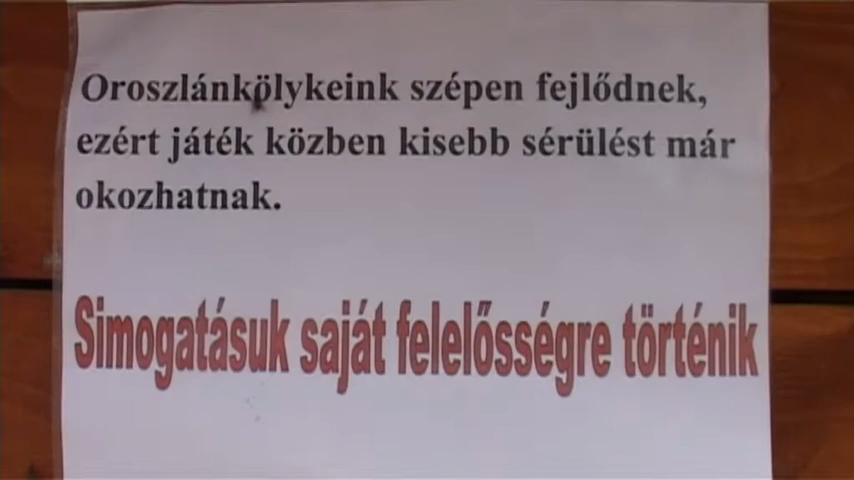 Oroszlánkölykeink szépen fejlődnek,
ezért játék közben kisebb sérülést már
okozhatnak.
Simogatásuk saját felelősségre történik